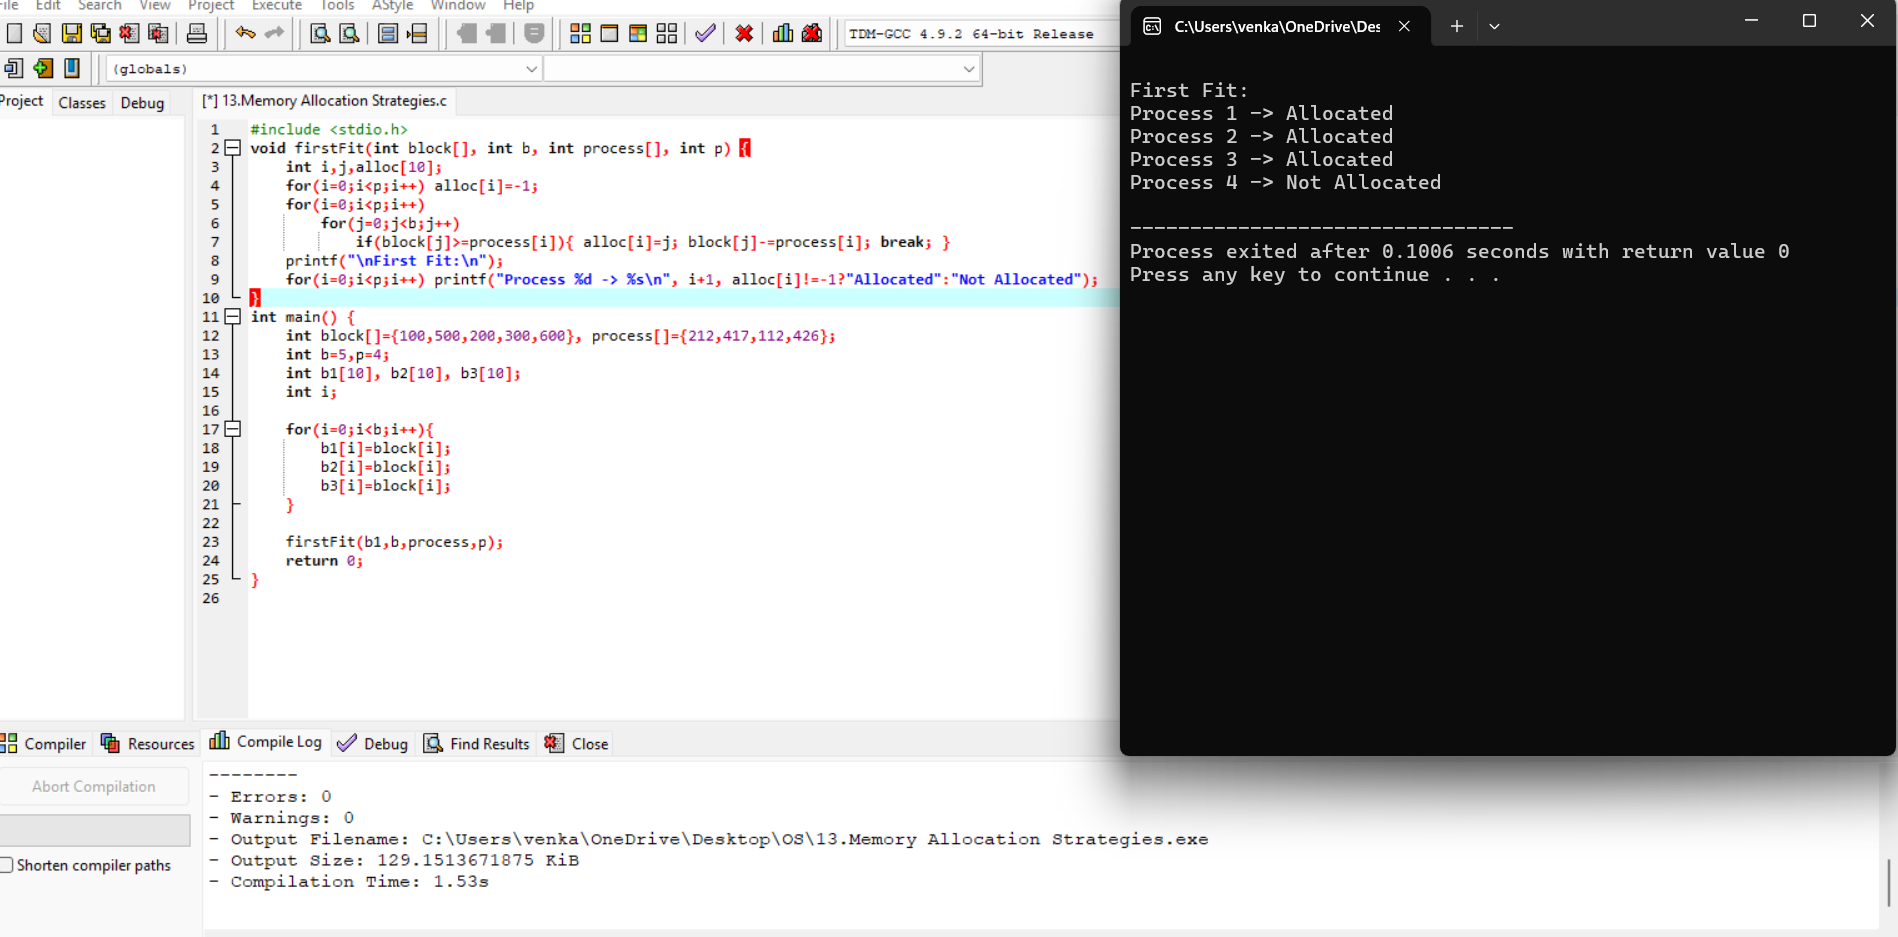 File Edit Search View Project Execute Tools AStyle Window Help
TDM-GCC 4.9.2 64-bit Release
(globals)
Project Classes Debug
[*] 13.Memory Allocation Strategies.c
1 #include <stdio.h>
2 void firstFit(int block[], int b, int process[], int p) {
3 int i,j,alloc[10];
4 for(i=0;i<p;i++) alloc[i]=-1;
5 for(i=0;i<p;i++)
6 for(j=0;j<b;j++)
7 if(block[j]>=process[i]){ alloc[i]=j; block[j]-=process[i]; break; }
8 printf("\nFirst Fit:\n");
9 for(i=0;i<p;i++) printf("Process %d -> %s\n", i+1, alloc[i]!=-1?"Allocated":"Not Allocated");
10 }
11 int main() {
12 int block[]={100,500,200,300,600}, process[]={212,417,112,426};
13 int b=5,p=4;
14 int b1[10], b2[10], b3[10];
15 int i;
16
17 for(i=0;i<b;i++){
18 b1[i]=block[i];
19 b2[i]=block[i];
20 b3[i]=block[i];
21 }
22
23 firstFit(b1,b,process,p);
24 return 0;
25 }
26
C:\Users\venka\OneDrive\Des
First Fit:
Process 1 -> Allocated
Process 2 -> Allocated
Process 3 -> Allocated
Process 4 -> Not Allocated
--------------------------------
Process exited after 0.1006 seconds with return value 0
Press any key to continue . . .
Compiler Resources Compile Log Debug Find Results Close
Abort Compilation
Shorten compiler paths
--------
- Errors: 0
- Warnings: 0
- Output Filename: C:\Users\venka\OneDrive\Desktop\OS\13.Memory Allocation Strategies.exe
- Output Size: 129.1513671875 KiB
- Compilation Time: 1.53s